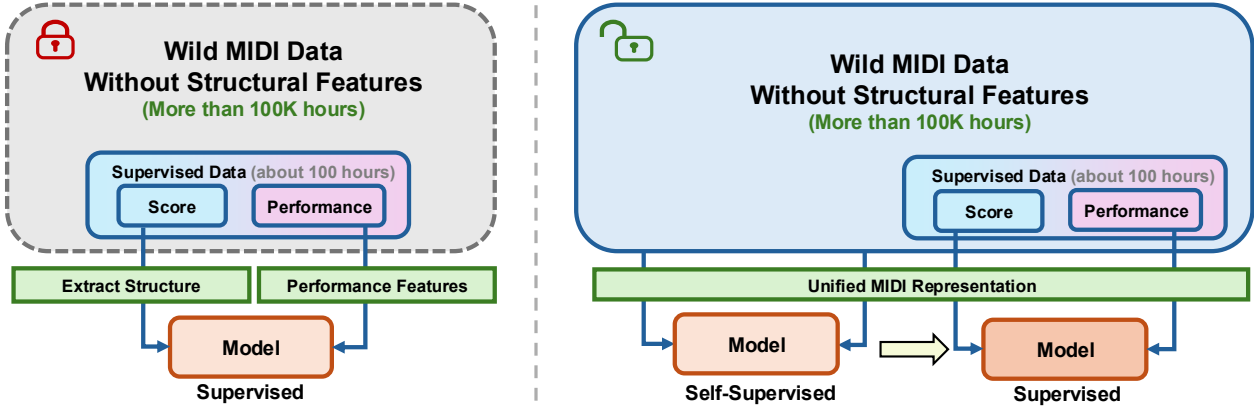 Wild MIDI Data
Without Structural Features
(More than 100K hours)
Supervised Data (about 100 hours)
Score
Performance
Extract Structure
Performance Features
Model
Supervised
Wild MIDI Data
Without Structural Features
(More than 100K hours)
Supervised Data (about 100 hours)
Score
Performance
Unified MIDI Representation
Model
Model
Self-Supervised
Supervised